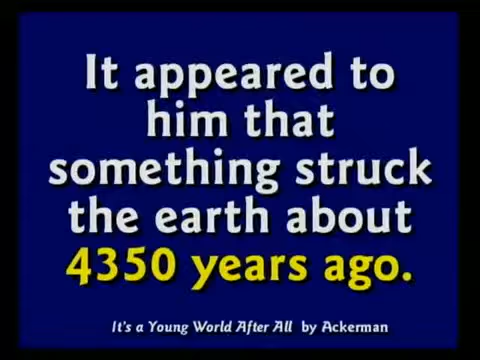 It appeared to
him that
something struck
the earth about
4350 years ago.
It's a Young World After All by Ackerman